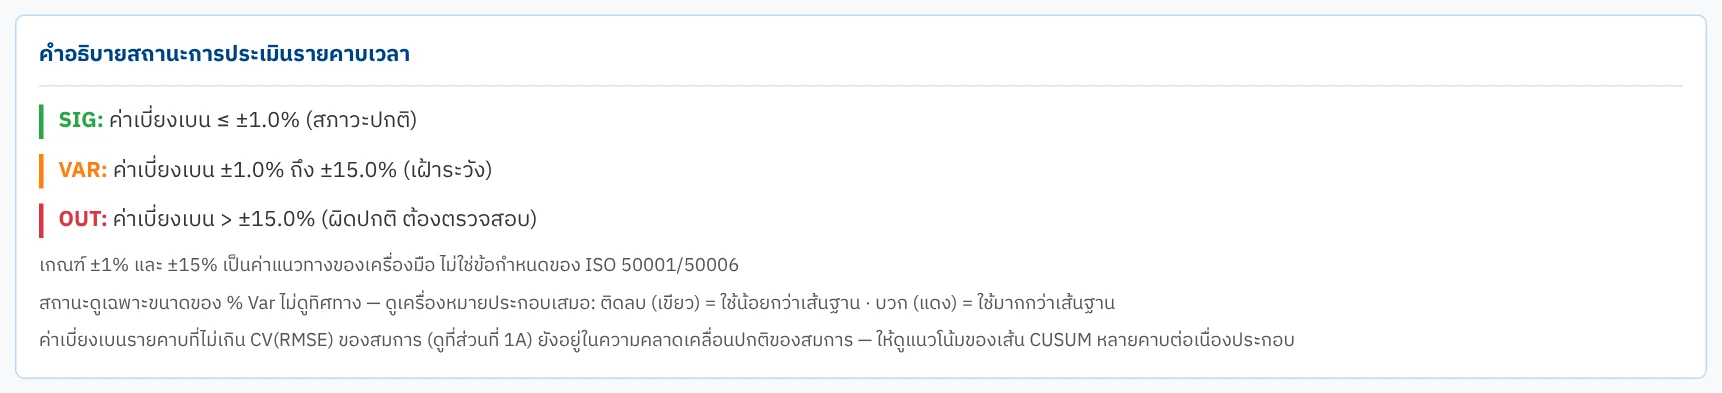 คำอธิบายสถานะการประเมินรายคาบเวลา
SIG: ค่าเบี่ยงเบน ≤ ±1.0% (สภาวะปกติ)
VAR: ค่าเบี่ยงเบน ±1.0% ถึง ±15.0% (เฝ้าระวัง)
OUT: ค่าเบี่ยงเบน > ±15.0% (ผิดปกติ ต้องตรวจสอบ)
เกณฑ์ ±1% และ ±15% เป็นค่าแนวทางของเครื่องมือ ไม่ใช่ข้อกำหนดของ ISO 50001/50006
สถานะดูเฉพาะขนาดของ % Var ไม่ดูทิศทาง — ดูเครื่องหมายประกอบเสมอ: ติดลบ (เขียว) = ใช้น้อยกว่าเส้นฐาน · บวก (แดง) = ใช้มากกว่าเส้นฐาน
ค่าเบี่ยงเบนรายคาบที่ไม่เกิน CV(RMSE) ของสมการ (ดูที่ส่วนที่ 1A) ยังอยู่ในความคลาดเคลื่อนปกติของสมการ — ให้ดูแนวโน้มของเส้น CUSUM หลายคาบต่อเนื่องประกอบ